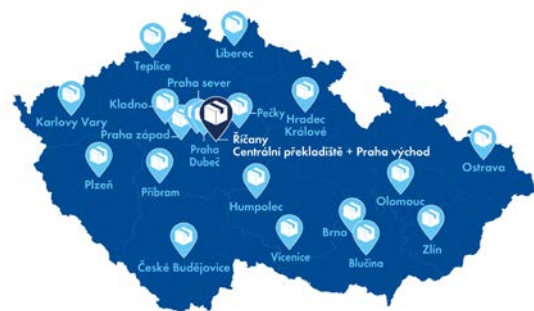 Liberec
Teplice
Praha sever
Kladno
Pečky
Hradec
Králové
Karlovy Vary
Praha západ
Praha
Dubeč
Říčany
Centrální překladiště + Praha východ
Ostrava
Plzeň
Příbram
Humpolec
Olomouc
Brno
Zlín
České Budějovice
Vícenice
Blučina